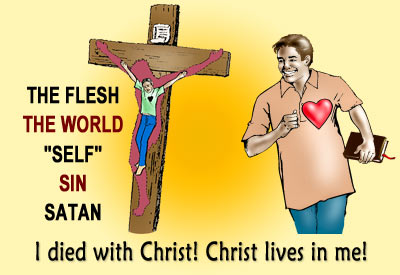 THE FLESH
THE WORLD
"SELF"
SIN
SATAN
I died with Christ! Christ lives in me!